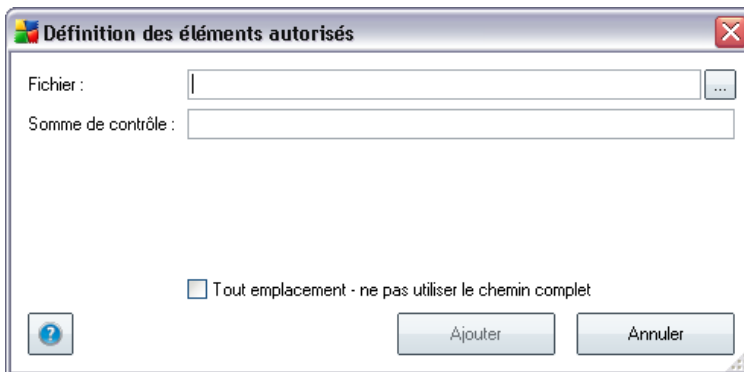 Définition des éléments autorisés
Fichier :
...
Somme de contrôle :
Tout emplacement - ne pas utiliser le chemin complet
?
Ajouter
Annuler